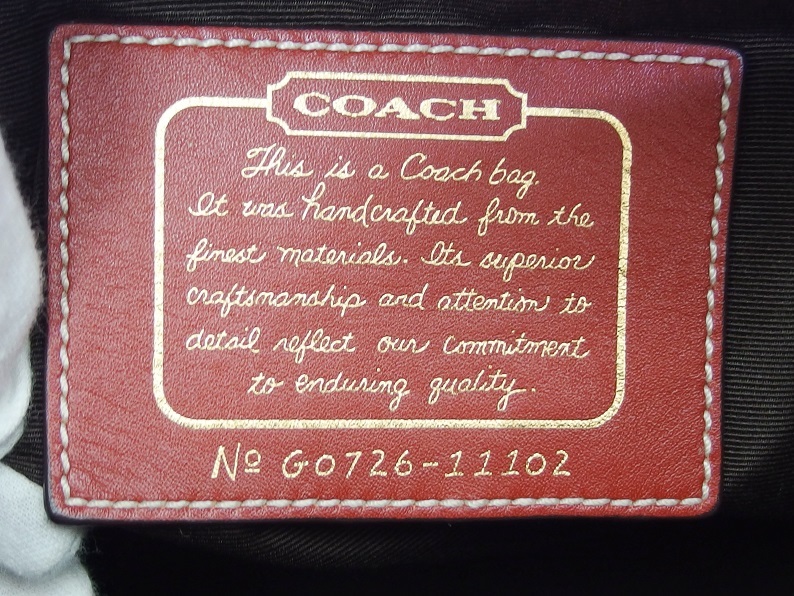 COACH
This is a Coach bag.
It was handcrafted from the
finest materials. Its superior
craftsmanship and attention to
detail reflect our commitment
to enduring quality.
Nº G0726-11102